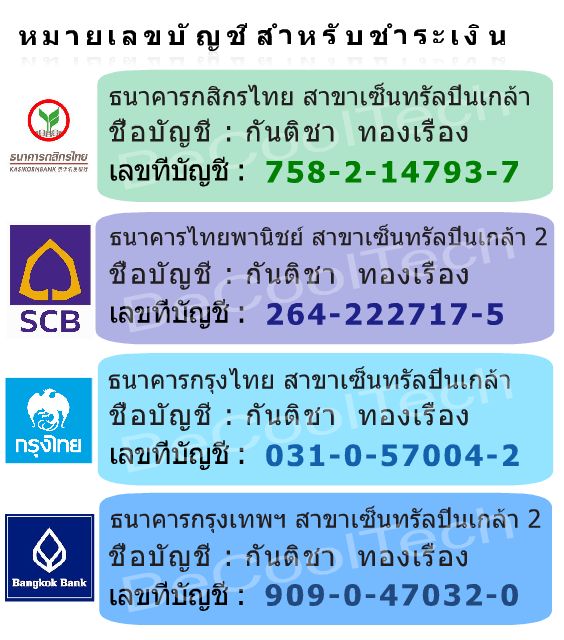 หมายเลขบัญชีสำหรับชำระเงิน
ธนาคารกสิกรไทย สาขาเซ็นทรัลปิ่นเกล้า
ชื่อบัญชี : กันติชา ทองเรือง
เลขที่บัญชี : 758-2-14793-7
ธนาคารกสิกรไทย
KASIKORNBANK
ธนาคารไทยพานิชย์ สาขาเซ็นทรัลปิ่นเกล้า 2
ชื่อบัญชี : กันติชา ทองเรือง
เลขที่บัญชี : 264-222717-5
SCB
ธนาคารกรุงไทย สาขาเซ็นทรัลปิ่นเกล้า
ชื่อบัญชี : กันติชา ทองเรือง
เลขที่บัญชี : 031-0-57004-2
กรุงไทย
ธนาคารกรุงเทพฯ สาขาเซ็นทรัลปิ่นเกล้า 2
ชื่อบัญชี : กันติชา ทองเรือง
เลขที่บัญชี : 909-0-47032-0
Bangkok Bank
BeCoolTech
BeCoolTech
BeCoolTech
BeCoolTech